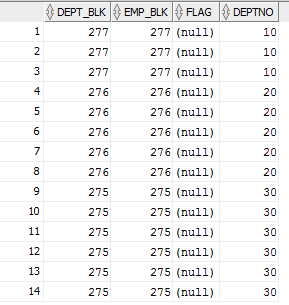 DEPT_BLK EMP_BLK FLAG DEPTNO
1 277 277 (null) 10
2 277 277 (null) 10
3 277 277 (null) 10
4 276 276 (null) 20
5 276 276 (null) 20
6 276 276 (null) 20
7 276 276 (null) 20
8 276 276 (null) 20
9 275 275 (null) 30
10 275 275 (null) 30
11 275 275 (null) 30
12 275 275 (null) 30
13 275 275 (null) 30
14 275 275 (null) 30